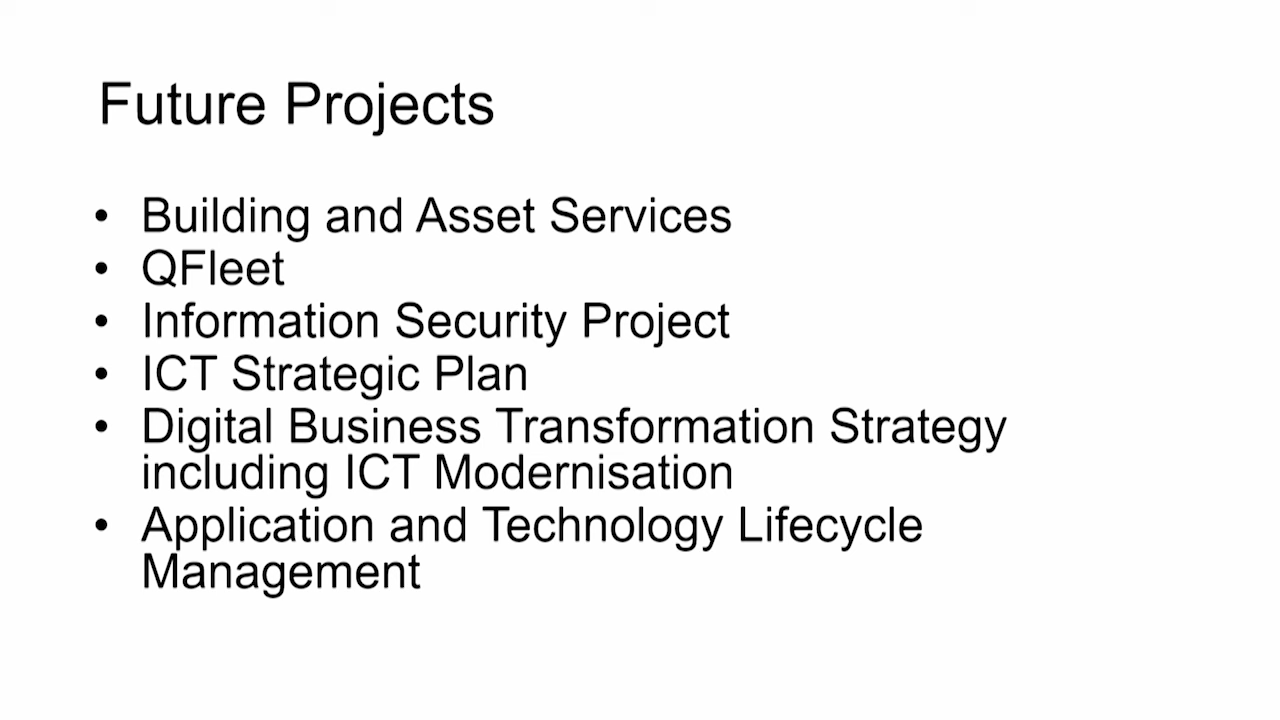 Future Projects
• Building and Asset Services
• QFleet
• Information Security Project
• ICT Strategic Plan
• Digital Business Transformation Strategy
including ICT Modernisation
• Application and Technology Lifecycle
Management